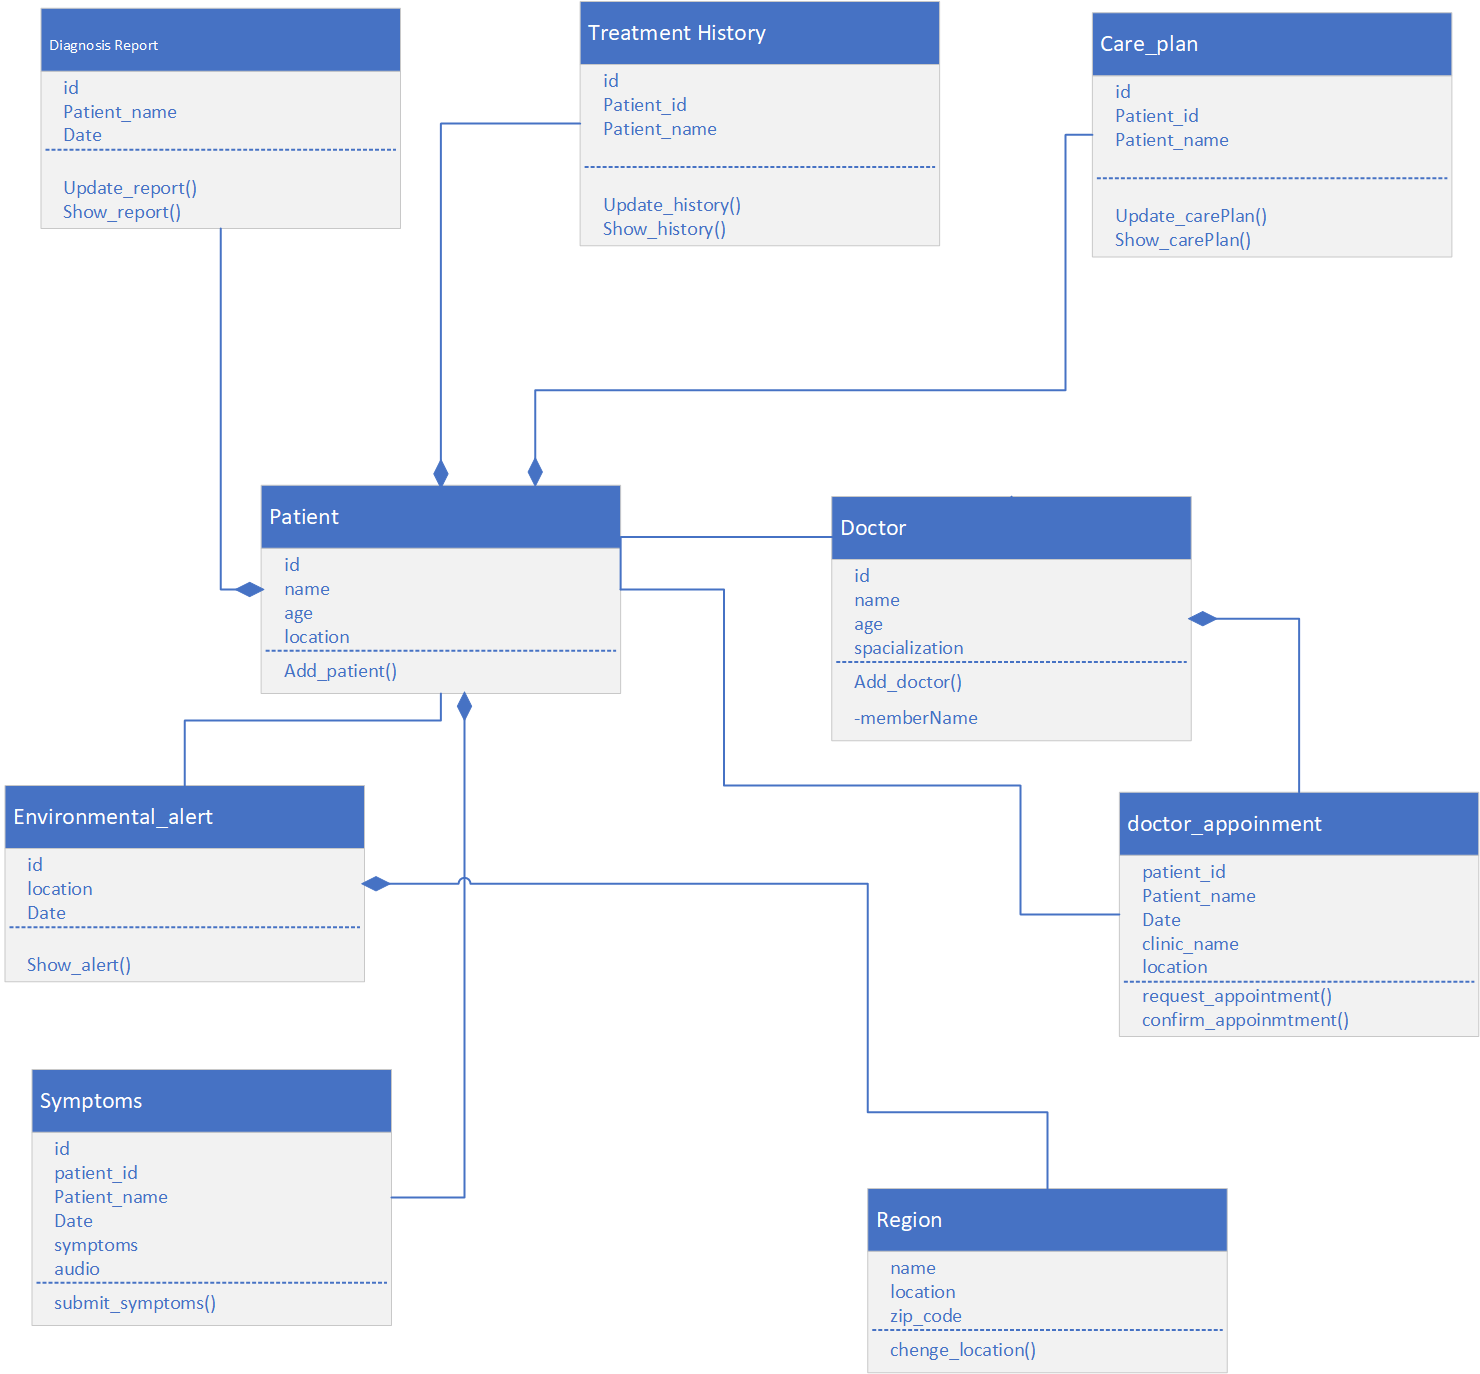 Diagnosis Report
id
Patient_name
Date
Update_report()
Show_report()
Treatment History
id
Patient_id
Patient_name
Update_history()
Show_history()
Care_plan
id
Patient_id
Patient_name
Update_carePlan()
Show_carePlan()
Patient
id
name
age
location
Add_patient()
Doctor
id
name
age
spacialization
Add_doctor()
-memberName
Environmental_alert
id
location
Date
Show_alert()
doctor_appoinment
patient_id
Patient_name
Date
clinic_name
location
request_appointment()
confirm_appoinmtment()
Symptoms
id
patient_id
Patient_name
Date
symptoms
audio
submit_symptoms()
Region
name
location
zip_code
chenge_location()